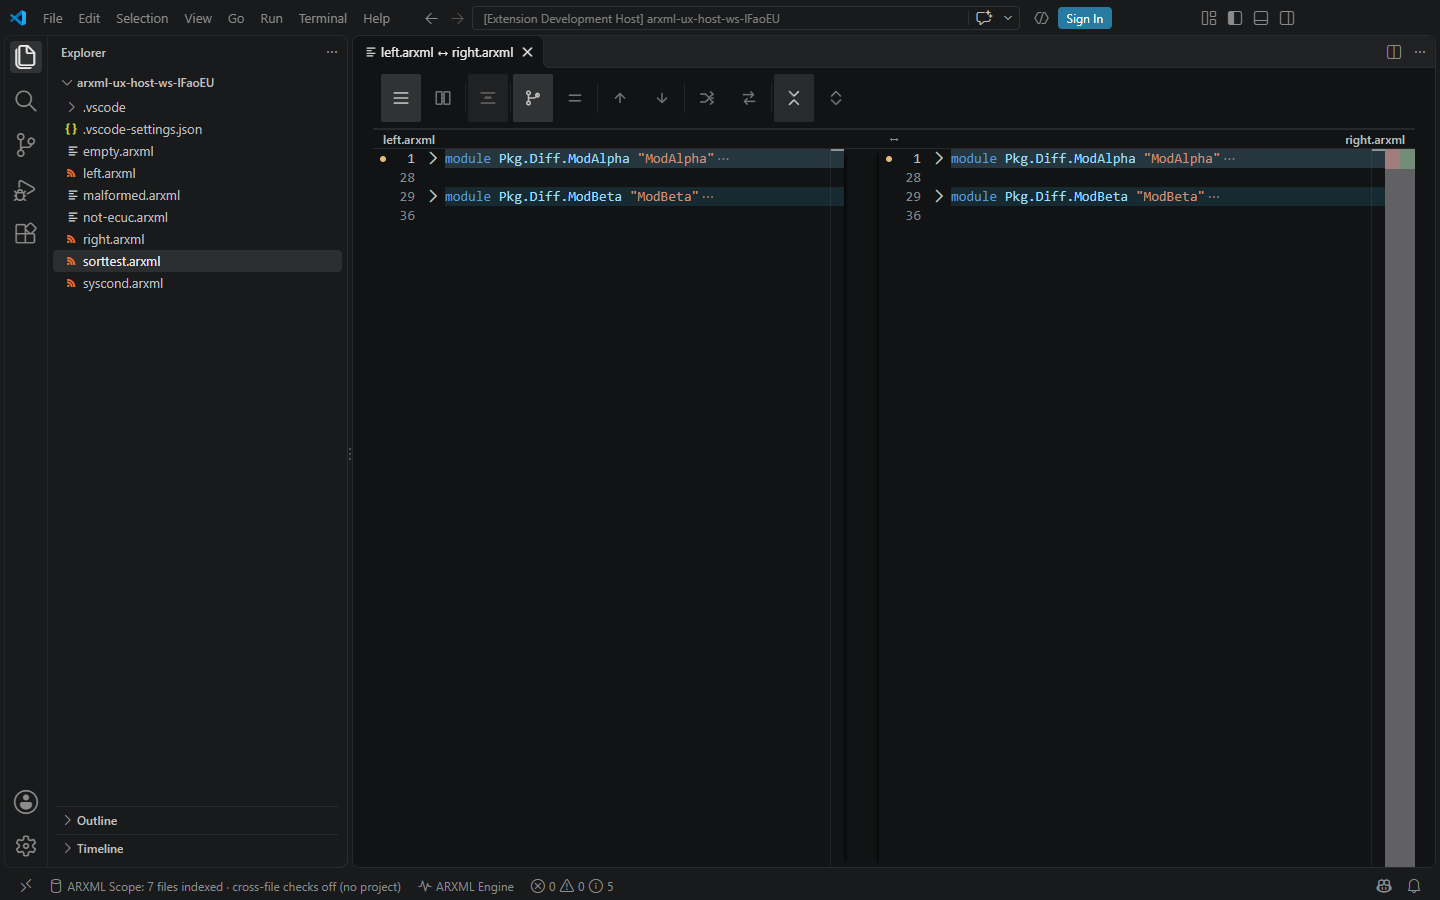 File Edit Selection View Go Run Terminal Help
[Extension Development Host] arxml-ux-host-ws-IFaoEU
Sign In
Explorer
arxml-ux-host-ws-IFaoEU
.vscode
{} .vscode-settings.json
empty.arxml
left.arxml
malformed.arxml
not-ecuc.arxml
right.arxml
sorttest.arxml
syscond.arxml
Outline
Timeline
left.arxml ↔ right.arxml
left.arxml ↔ right.arxml
1 module Pkg.Diff.ModAlpha "ModAlpha"···
28
29 module Pkg.Diff.ModBeta "ModBeta"···
36
1 module Pkg.Diff.ModAlpha "ModAlpha"···
28
29 module Pkg.Diff.ModBeta "ModBeta"···
36
ARXML Scope: 7 files indexed · cross-file checks off (no project) ARXML Engine 0 0 5